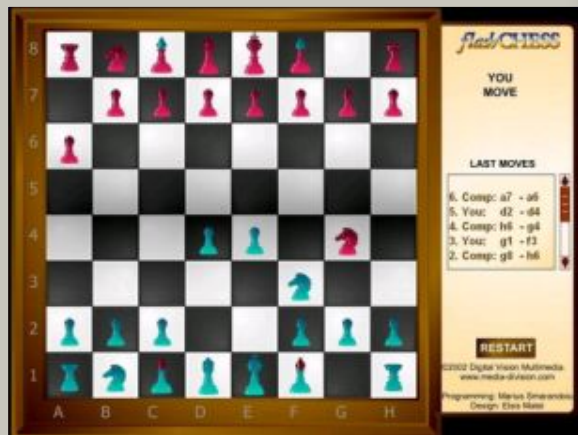 flashCHESS
YOU
MOVE
LAST MOVES
6. Comp: a7 - a6
5. You: d2 - d4
4. Comp: h6 - g4
3. You: g1 - f3
2. Comp: g8 - h6
RESTART
©2002 Digital Vision Multimedia
www.media-division.com
Programming: Marius Smarandoiu
Design: Elsa Matei
8
7
6
5
4
3
2
1
A B C D E F G H